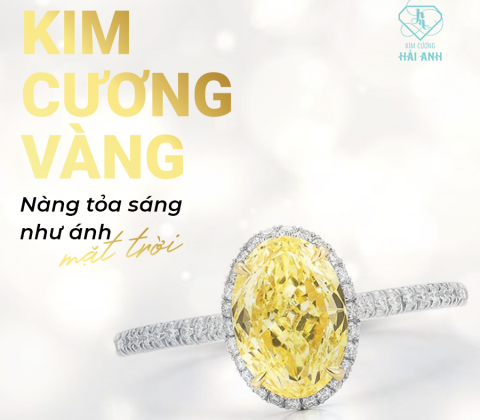 KIM
CƯƠNG
VÀNG
Nàng tỏa sáng
như ánh
mặt trời
KIM CƯƠNG
HẢI ANH